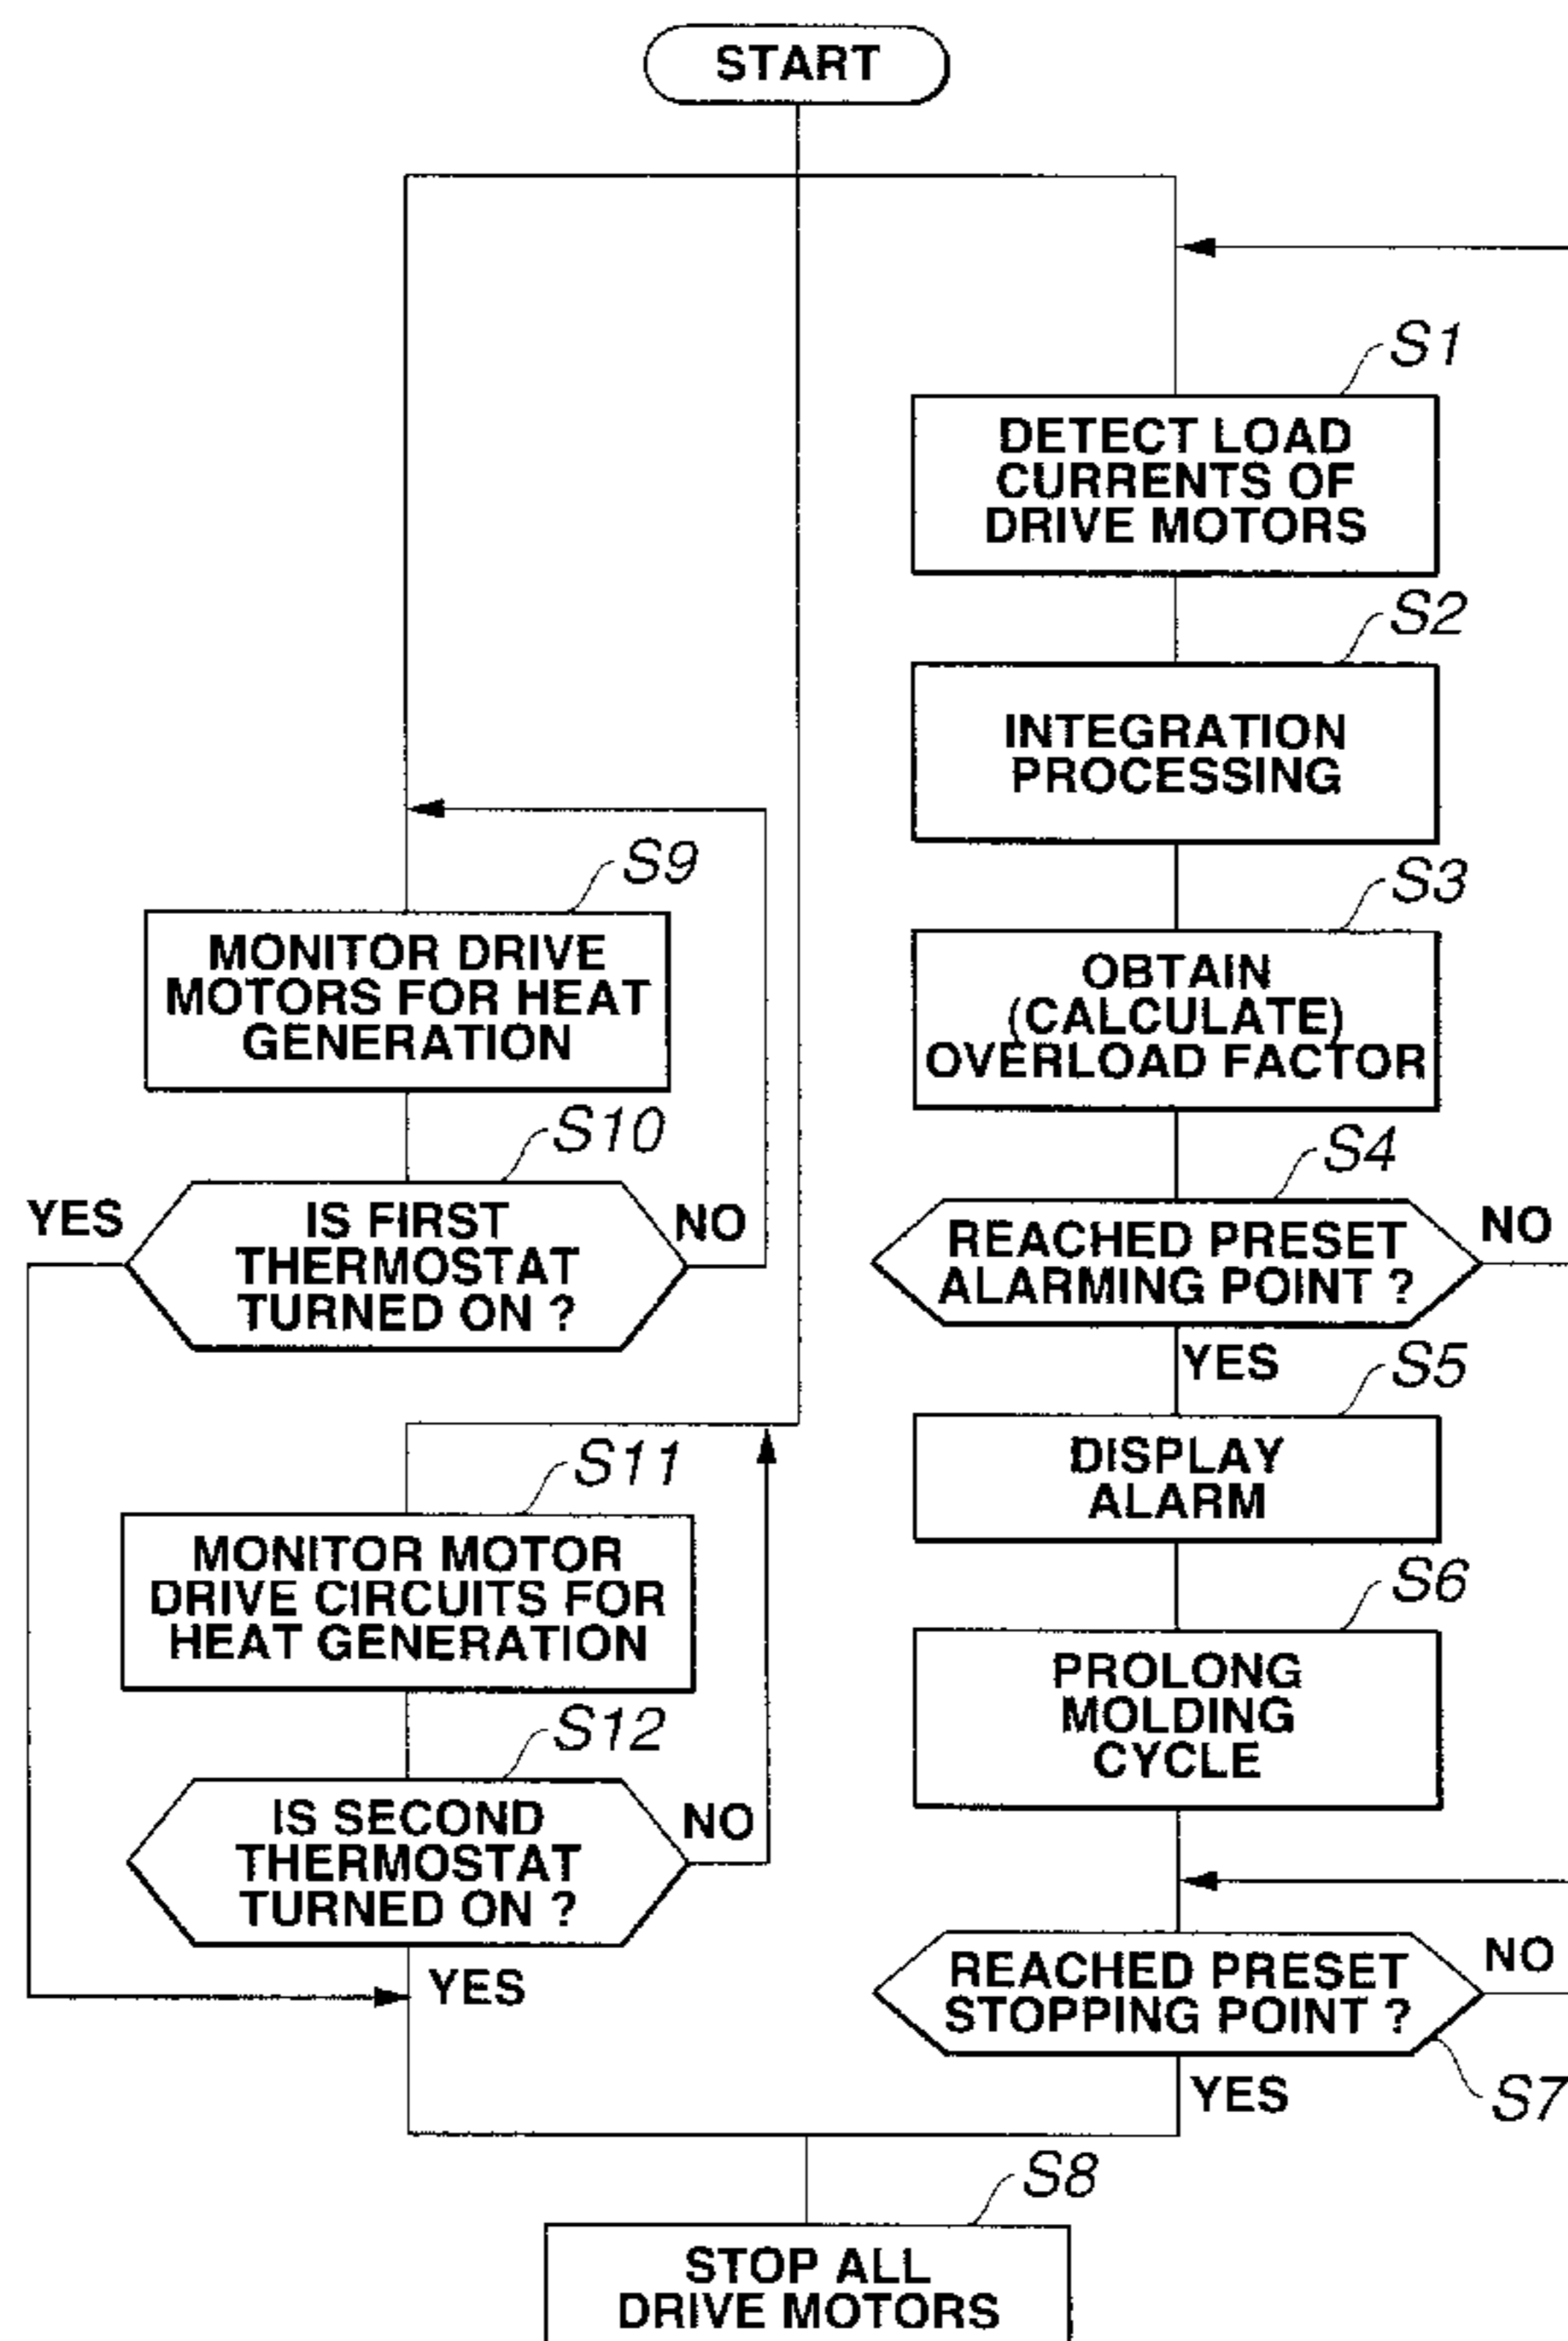 START
S1
DETECT LOAD
CURRENTS OF
DRIVE MOTORS
S2
INTEGRATION
PROCESSING
S3
OBTAIN
(CALCULATE)
OVERLOAD FACTOR
S4
REACHED PRESET
ALARMING POINT ?
NO
YES
S5
DISPLAY
ALARM
S6
PROLONG
MOLDING
CYCLE
REACHED PRESET
STOPPING POINT ?
NO
S7
YES
S9
MONITOR DRIVE
MOTORS FOR HEAT
GENERATION
S10
YES
IS FIRST
THERMOSTAT
TURNED ON ?
NO
S11
MONITOR MOTOR
DRIVE CIRCUITS FOR
HEAT GENERATION
S12
IS SECOND
THERMOSTAT
TURNED ON ?
NO
YES
S8
STOP ALL
DRIVE MOTORS